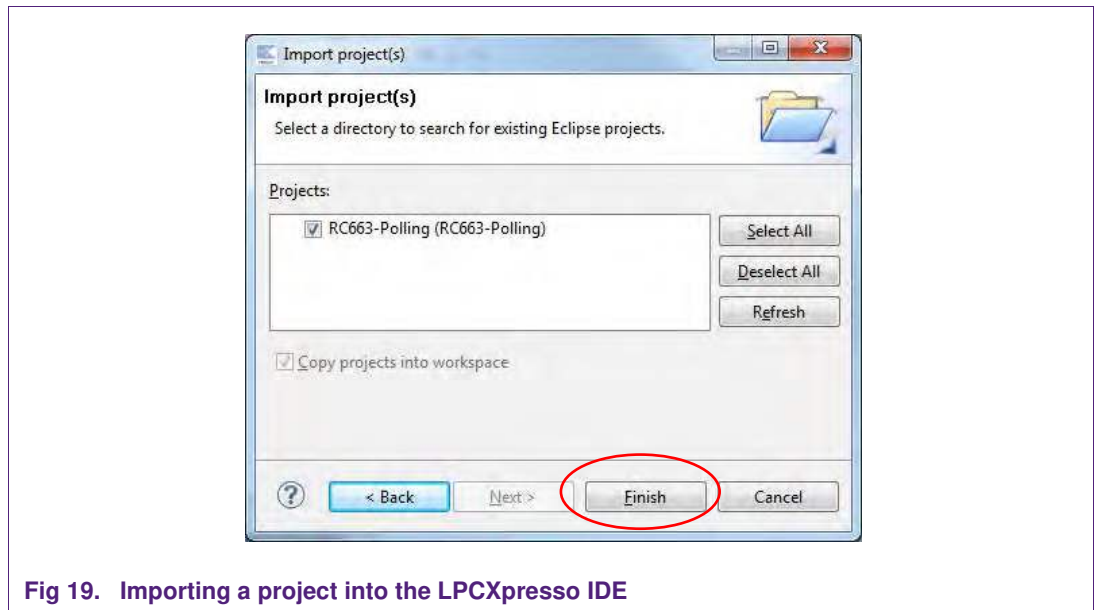 Import project(s)
Import project(s)
Select a directory to search for existing Eclipse projects.
Projects:
RC663-Polling (RC663-Polling)
Select All
Deselect All
Refresh
Copy projects into workspace
? < Back Next > Finish Cancel
Fig 19. Importing a project into the LPCXpresso IDE